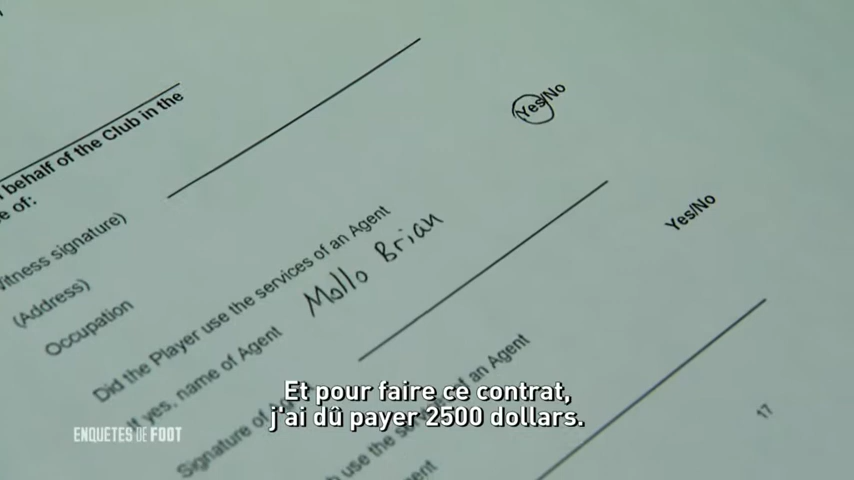 behalf of the Club in the
e of:
Witness signature)
(Address)
Occupation
Did the Player use the services of an Agent
Yes/No
If yes, name of Agent
Mollo Brian
Signature of Agent
use the services of an Agent
Yes/No
17
Et pour faire ce contrat,
j'ai dû payer 2500 dollars.
ENQUETES DE FOOT